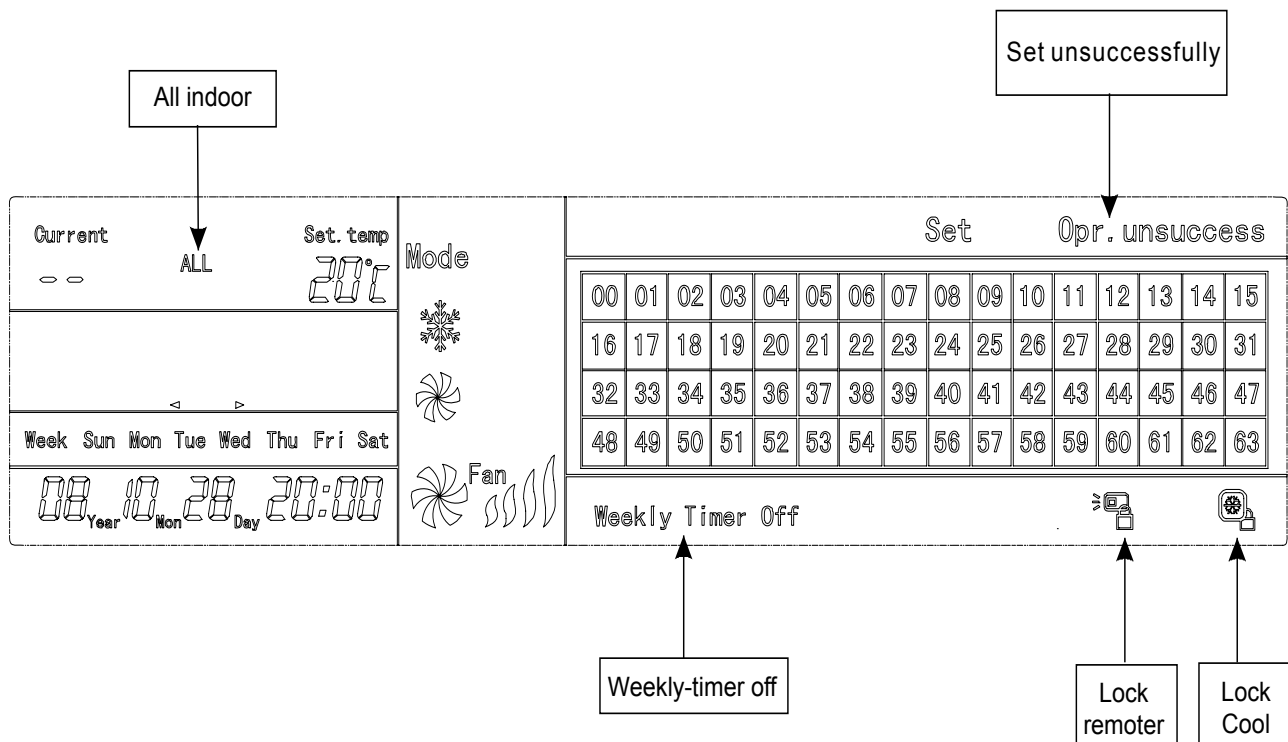 Set unsuccessfully
All indoor
Current
ALL
Set.temp
--
20°C
Mode
Set Opr.unsuccess
00 01 02 03 04 05 06 07 08 09 10 11 12 13 14 15
16 17 18 19 20 21 22 23 24 25 26 27 28 29 30 31
32 33 34 35 36 37 38 39 40 41 42 43 44 45 46 47
48 49 50 51 52 53 54 55 56 57 58 59 60 61 62 63
Week Sun Mon Tue Wed Thu Fri Sat
08 Year 10 Mon 28 Day 20:00
Fan
Weekly Timer Off
Weekly-timer off
Lock
remoter
Lock
Cool